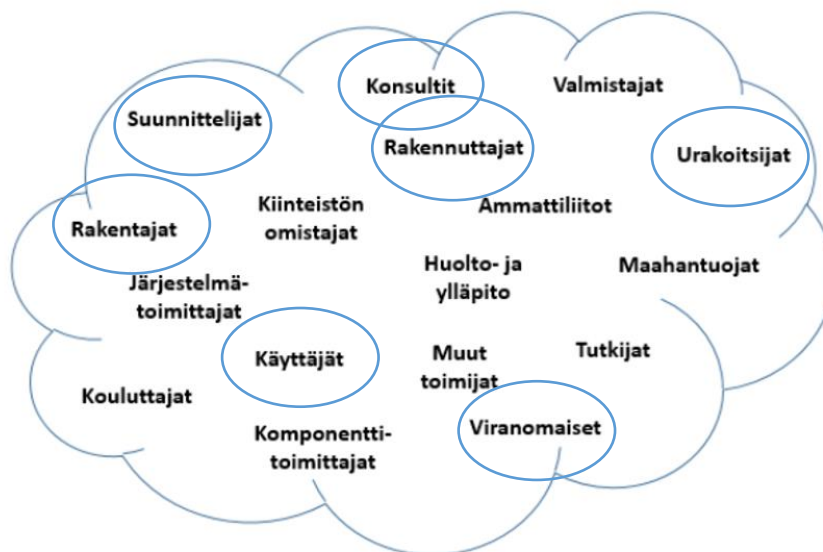 Konsultit
Valmistajat
Suunnittelijat
Rakennuttajat
Urakoitsijat
Kiinteistön
omistajat
Ammattiliitot
Rakentajat
Huolto- ja
ylläpito
Maahantuojat
Järjestelmä-
toimittajat
Käyttäjät
Muut
toimijat
Tutkijat
Kouluttajat
Komponentti-
toimittajat
Viranomaiset